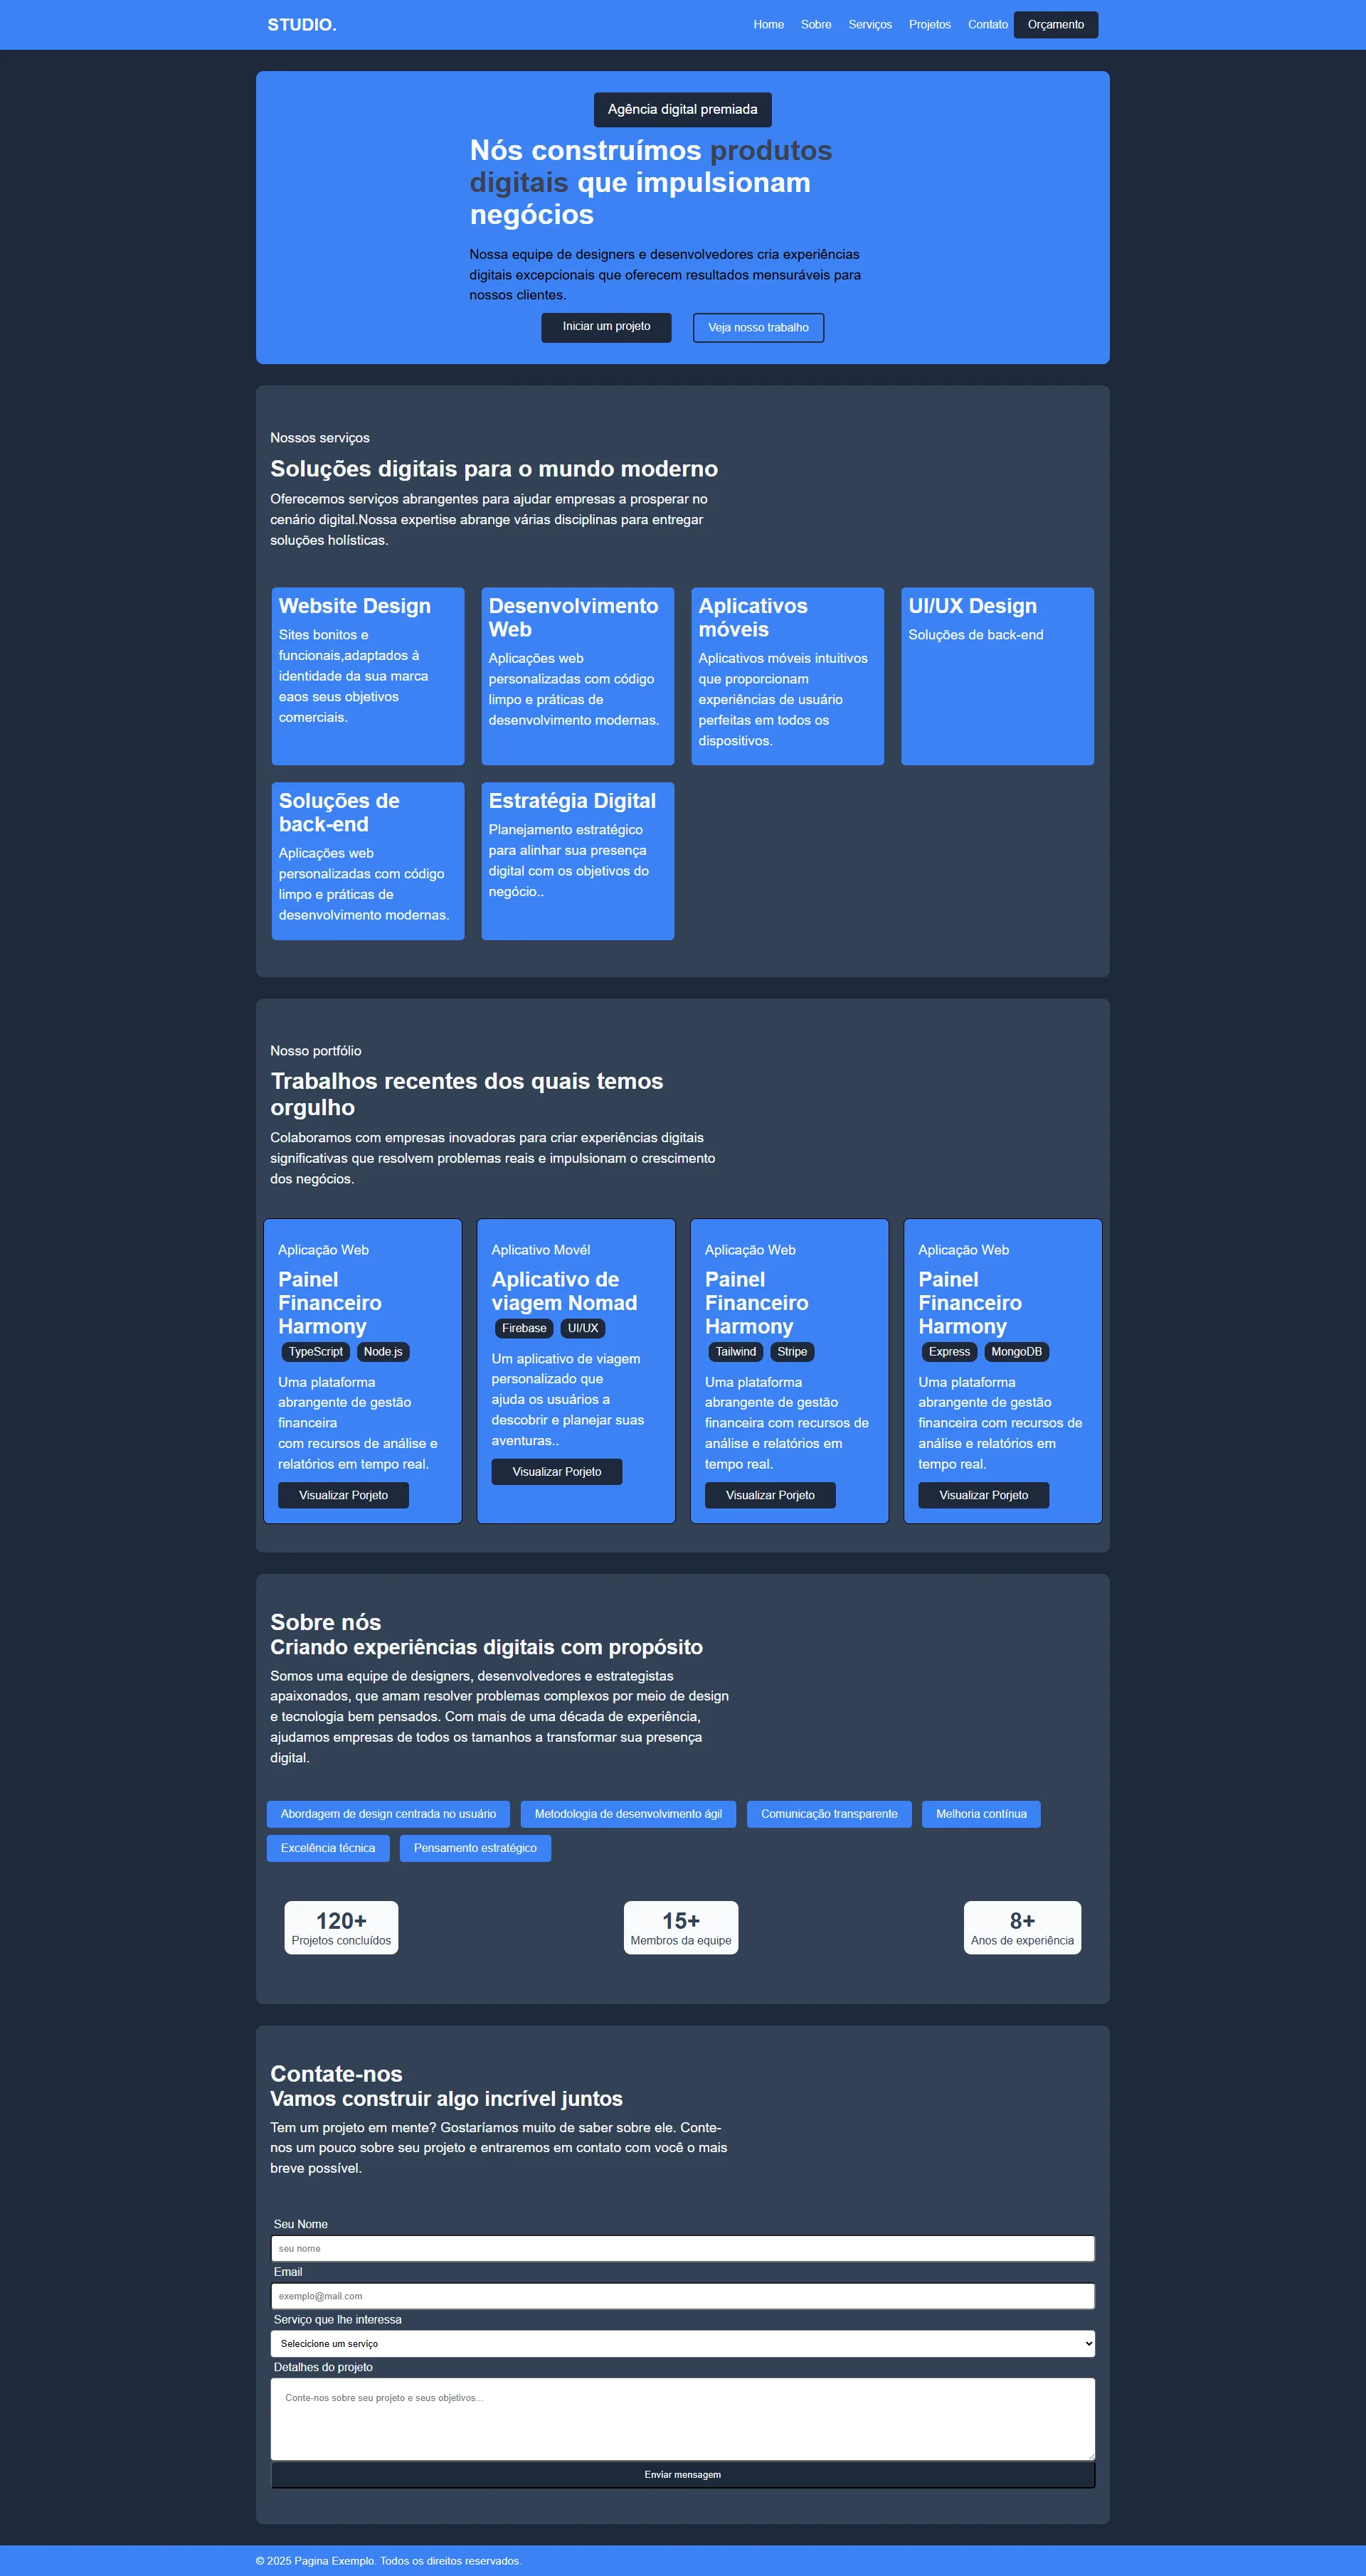 STUDIO.
Home Sobre Serviços Projetos Contato Orçamento
Agência digital premiada
Nós construímos produtos
digitais que impulsionam
negócios
Nossa equipe de designers e desenvolvedores cria experiências
digitais excepcionais que oferecem resultados mensuráveis para
nossos clientes.
Iniciar um projeto
Veja nosso trabalho
Nossos serviços
Soluções digitais para o mundo moderno
Oferecemos serviços abrangentes para ajudar empresas a prosperar no
cenário digital.Nossa expertise abrange várias disciplinas para entregar
soluções holísticas.
Website Design
Sites bonitos e
funcionais,adaptados à
identidade da sua marca
eaos seus objetivos
comerciais.
Desenvolvimento
Web
Aplicações web
personalizadas com código
limpo e práticas de
desenvolvimento modernas.
Aplicativos
móveis
Aplicativos móveis intuitivos
que proporcionam
experiências de usuário
perfeitas em todos os
dispositivos.
UI/UX Design
Soluções de back-end
Soluções de
back-end
Aplicações web
personalizadas com código
limpo e práticas de
desenvolvimento modernas.
Estratégia Digital
Planejamento estratégico
para alinhar sua presença
digital com os objetivos do
negócio..
Nosso portfólio
Trabalhos recentes dos quais temos
orgulho
Colaboramos com empresas inovadoras para criar experiências digitais
significativas que resolvem problemas reais e impulsionam o crescimento
dos negócios.
Aplicação Web
Painel
Financeiro
Harmony
TypeScript Node.js
Uma plataforma
abrangente de gestão
financeira
com recursos de análise e
relatórios em tempo real.
Visualizar Porjeto
Aplicativo Movél
Aplicativo de
viagem Nomad
Firebase UI/UX
Um aplicativo de viagem
personalizado que
ajuda os usuários a
descobrir e planejar suas
aventuras..
Visualizar Porjeto
Aplicação Web
Painel
Financeiro
Harmony
Tailwind Stripe
Uma plataforma
abrangente de gestão
financeira com recursos de
análise e relatórios em
tempo real.
Visualizar Porjeto
Aplicação Web
Painel
Financeiro
Harmony
Express MongoDB
Uma plataforma
abrangente de gestão
financeira com recursos de
análise e relatórios em
tempo real.
Visualizar Porjeto
Sobre nós
Criando experiências digitais com propósito
Somos uma equipe de designers, desenvolvedores e estrategistas
apaixonados, que amam resolver problemas complexos por meio de design
e tecnologia bem pensados. Com mais de uma década de experiência,
ajudamos empresas de todos os tamanhos a transformar sua presença
digital.
Abordagem de design centrada no usuário
Metodologia de desenvolvimento ágil
Comunicação transparente
Melhoria contínua
Excelência técnica
Pensamento estratégico
120+
Projetos concluídos
15+
Membros da equipe
8+
Anos de experiência
Contate-nos
Vamos construir algo incrível juntos
Tem um projeto em mente? Gostaríamos muito de saber sobre ele. Conte-
nos um pouco sobre seu projeto e entraremos em contato com você o mais
breve possível.
Seu Nome
seu nome
Email
exemplo@mail.com
Serviço que lhe interessa
Selecicione um serviço
Detalhes do projeto
Conte-nos sobre seu projeto e seus objetivos...
Enviar mensagem
© 2025 Pagina Exemplo. Todos os direitos reservados.